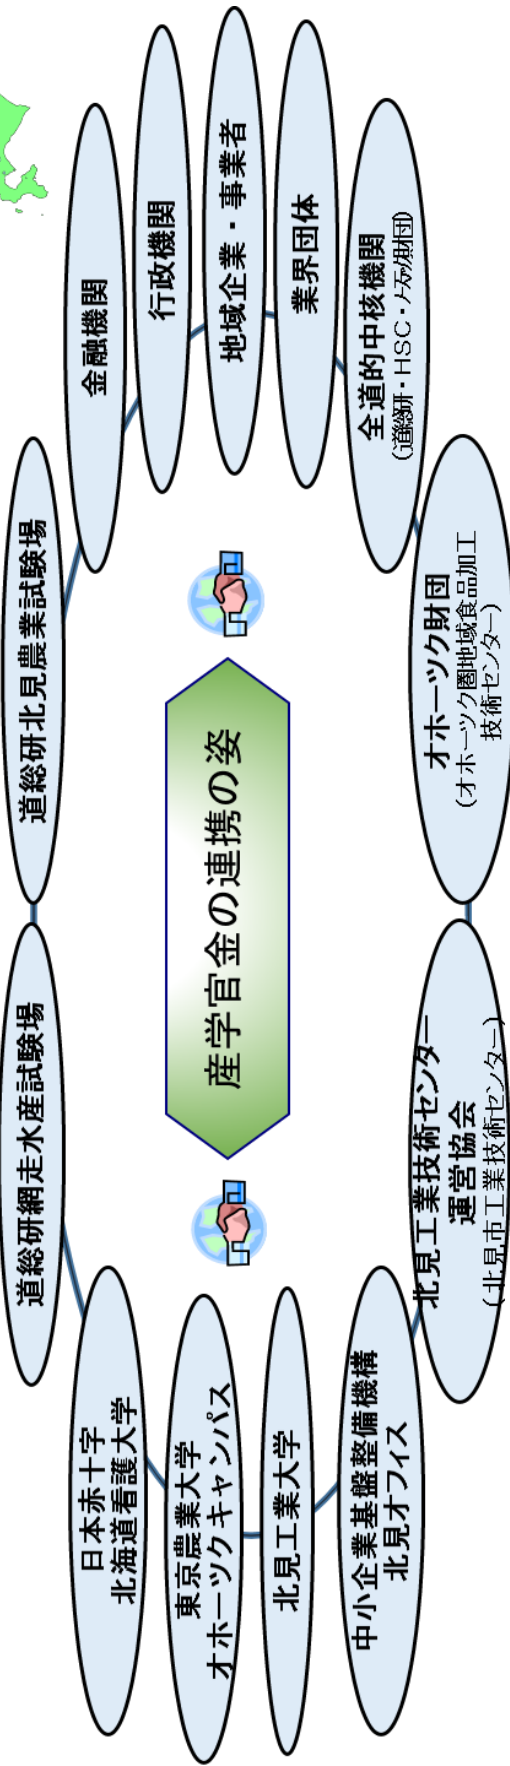 産学官金の連携の姿
道総研網走水産試験場
道総研北見農業試験場
金融機関
行政機関
地域企業・事業者
業界団体
全道的中核機関
(道総研・HSC・ノーステック財団)
オホーツク財団
(オホーツク圏地域食品加工
技術センター)
北見工業技術センター
運営協会
(北見市工業技術センター)
中小企業基盤整備機構
北見オフィス
北見工業大学
東京農業大学
オホーツクキャンパス
日本赤十字
北海道看護大学